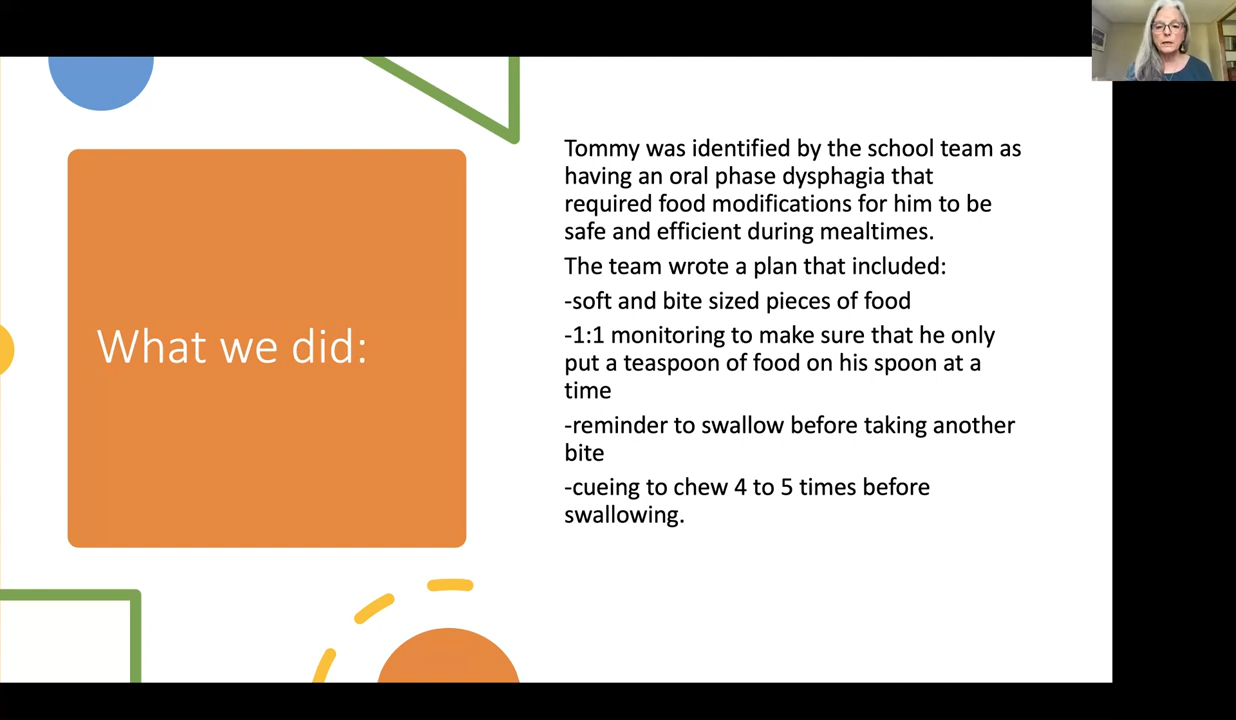 What we did:
Tommy was identified by the school team as
having an oral phase dysphagia that
required food modifications for him to be
safe and efficient during mealtimes.
The team wrote a plan that included:
-soft and bite sized pieces of food
-1:1 monitoring to make sure that he only
put a teaspoon of food on his spoon at a
time
-reminder to swallow before taking another
bite
-cueing to chew 4 to 5 times before
swallowing.